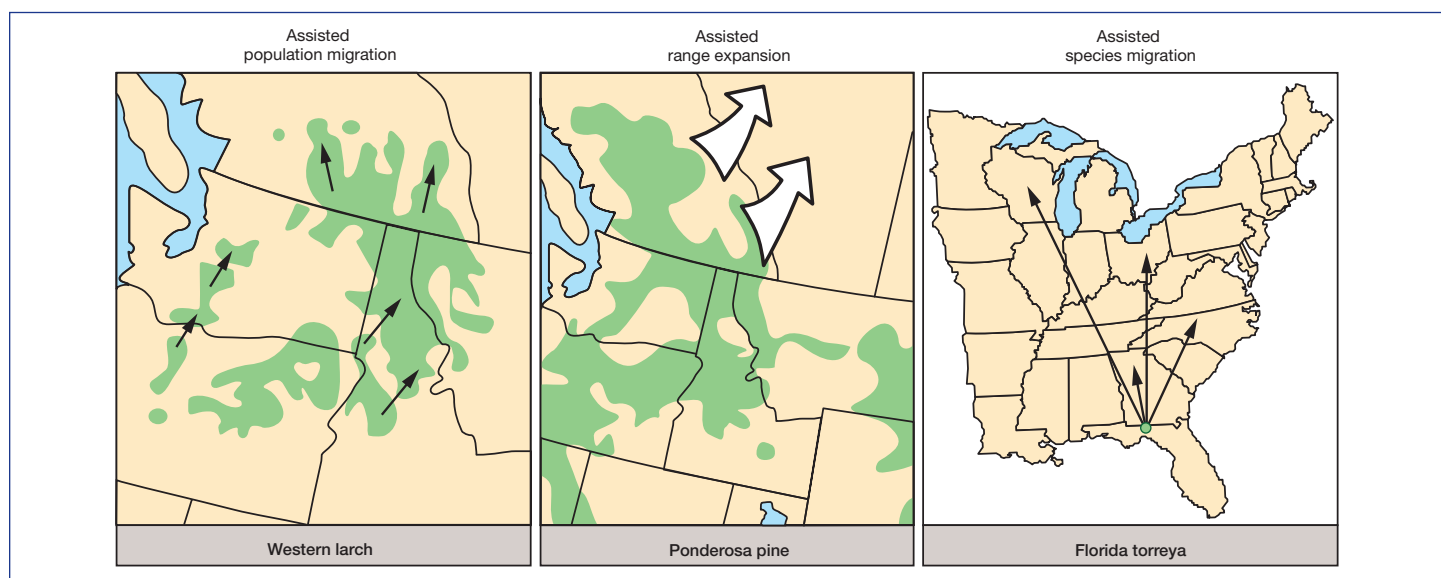 Assisted
population migration
Assisted
range expansion
Assisted
species migration
Western larch
Ponderosa pine
Florida torreya